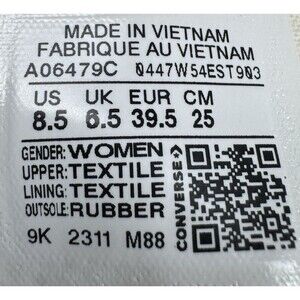 MADE IN VIETNAM
FABRIQUE AU VIETNAM
A06479C 0447W54EST903
US UK EUR CM
8.5 6.5 39.5 25
GENDER: WOMEN
UPPER: TEXTILE
LINING: TEXTILE
OUTSOLE: RUBBER
CONVERSE
9K 2311 M88